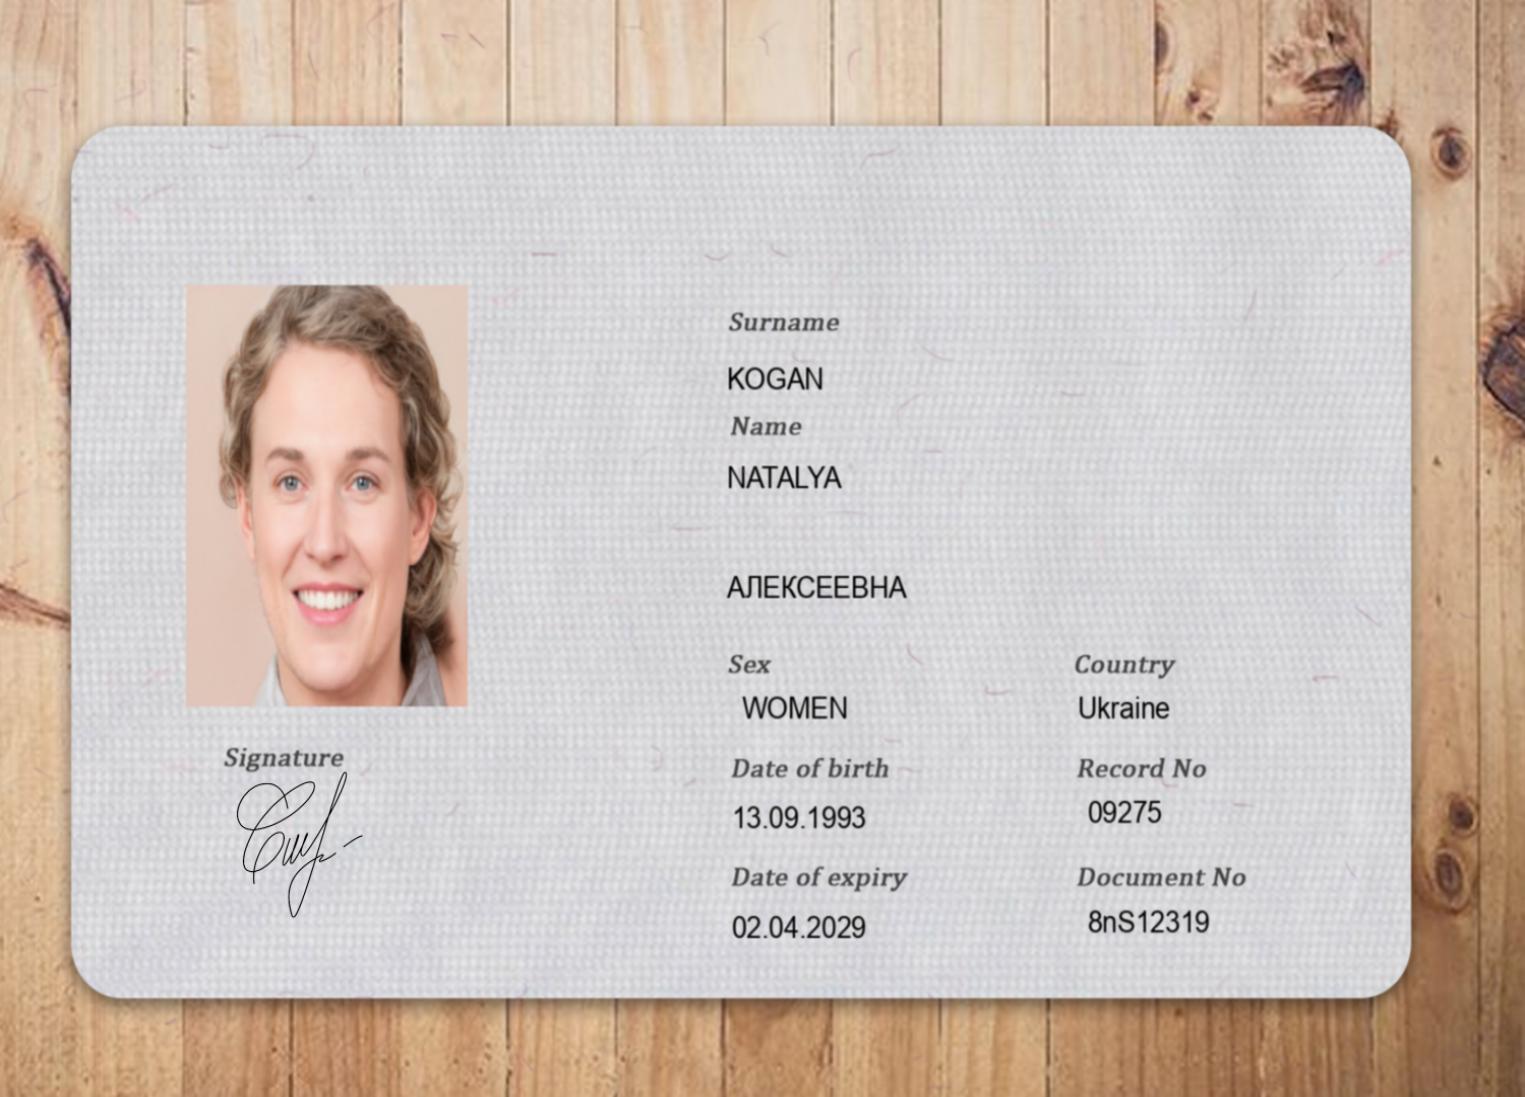 Surname
KOGAN
Name
NATALYA
АЛЕКСЕЕВНА
Sex Country
WOMEN Ukraine
Signature
Date of birth Record No
13.09.1993 09275
Date of expiry Document No
02.04.2029 8nS12319